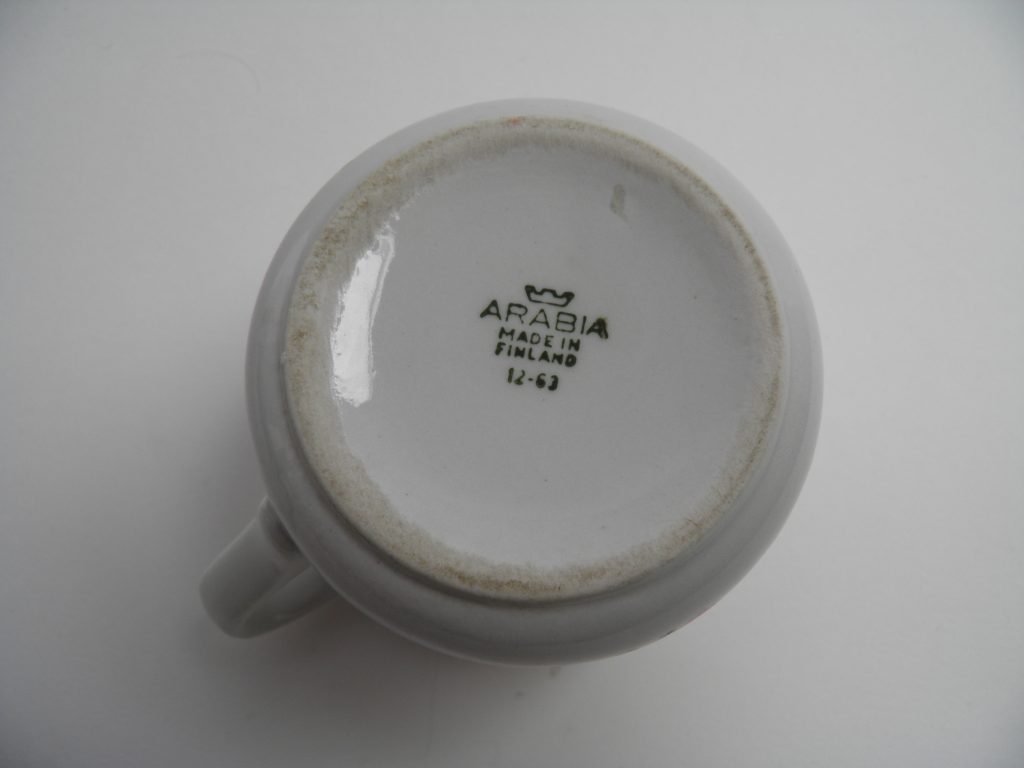 ARABIA
MADE IN
FINLAND
12-63